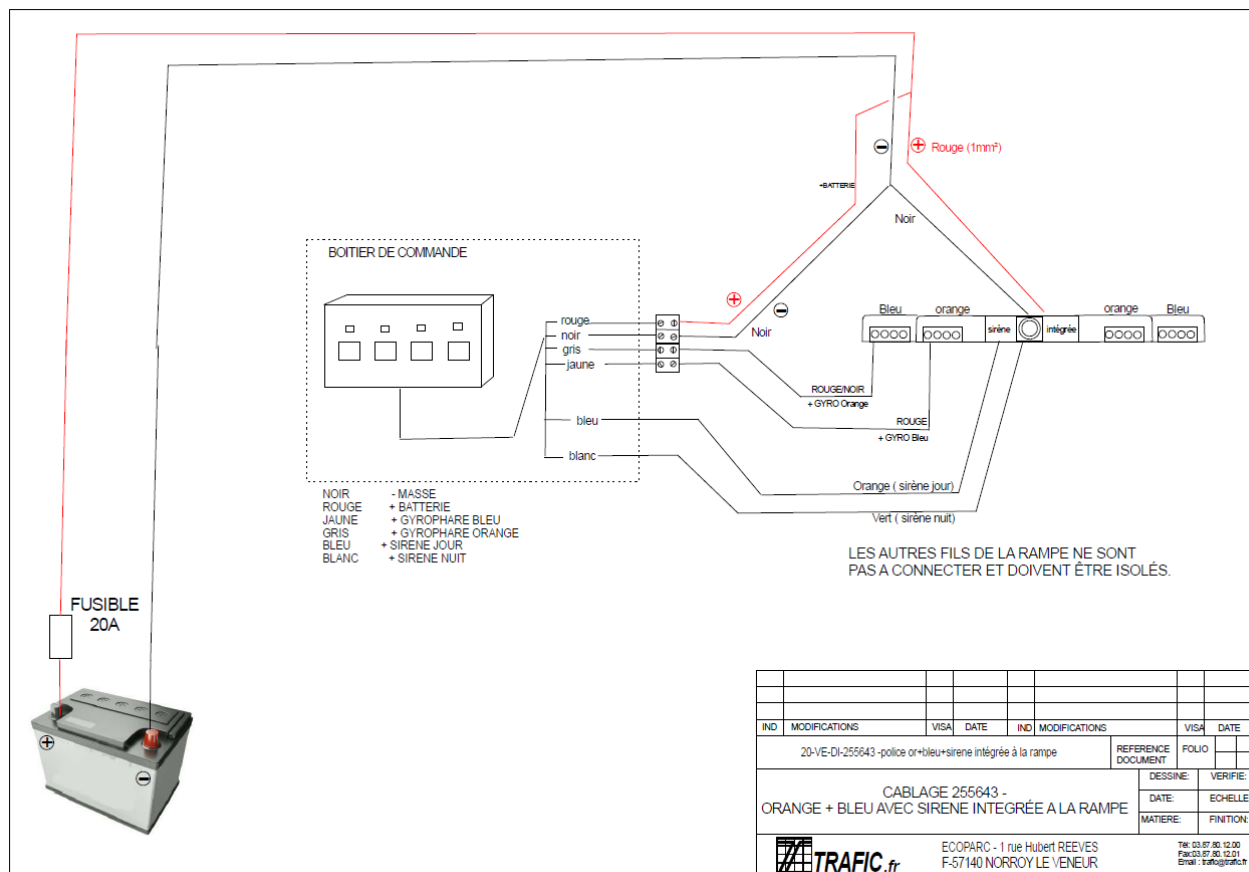 Rouge (1mm²)
+BATTERIE
Noir
BOITIER DE COMMANDE
Bleu
orange
orange
Bleu
rouge
noir
gris
jaune
bleu
blanc
Noir
sirène
intégrée
ROUGE/NOIR
+ GYRO Orange
ROUGE
+ GYRO Bleu
Orange ( sirène jour)
Vert ( sirène nuit)
NOIR - MASSE
ROUGE + BATTERIE
JAUNE + GYROPHARE BLEU
GRIS + GYROPHARE ORANGE
BLEU + SIRENE JOUR
BLANC + SIRENE NUIT
LES AUTRES FILS DE LA RAMPE NE SONT
PAS A CONNECTER ET DOIVENT ÊTRE ISOLÉS.
FUSIBLE
20A
IND MODIFICATIONS VISA DATE IND MODIFICATIONS VISA DATE
20-VE-DI-255643 -police or+bleu+sirene intégrée à la rampe
REFERENCE
DOCUMENT
FOLIO
CABLAGE 255643 -
ORANGE + BLEU AVEC SIRENE INTEGRÉE A LA RAMPE
DESSINE: VERIFIE:
DATE: ECHELLE
MATIERE: FINITION:
TRAFIC.fr
ECOPARC - 1 rue Hubert REEVES
F-57140 NORROY LE VENEUR
Tél: 03.87.80.12.00
Fax:03.87.80.12.01
Email : trafic@trafic.fr